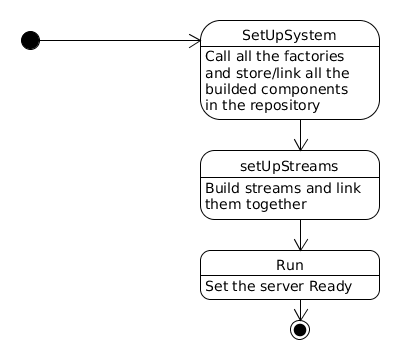 SetUpSystem
Call all the factories
and store/link all the
builded components
in the repository
setUpStreams
Build streams and link
them together
Run
Set the server Ready